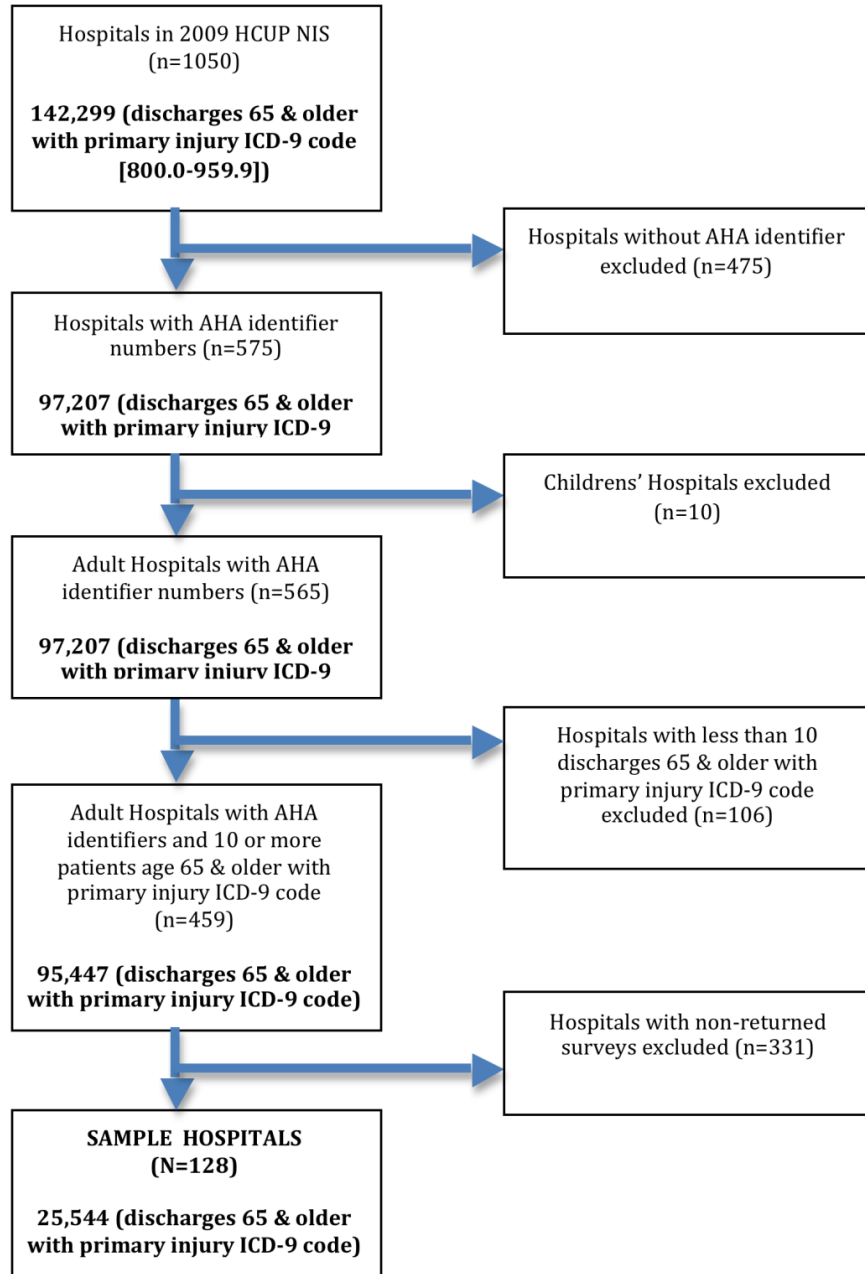 Hospitals in 2009 HCUP NIS
(n=1050)
142,299 (discharges 65 & older
with primary injury ICD-9 code
[800.0-959.9])
Hospitals without AHA identifier
excluded (n=475)
Hospitals with AHA identifier
numbers (n=575)
97,207 (discharges 65 & older
with primary injury ICD-9
Childrens’ Hospitals excluded
(n=10)
Adult Hospitals with AHA
identifier numbers (n=565)
97,207 (discharges 65 & older
with primary injury ICD-9
Hospitals with less than 10
discharges 65 & older with
primary injury ICD-9 code
excluded (n=106)
Adult Hospitals with AHA
identifiers and 10 or more
patients age 65 & older with
primary injury ICD-9 code
(n=459)
95,447 (discharges 65 & older
with primary injury ICD-9 code)
Hospitals with non-returned
surveys excluded (n=331)
SAMPLE HOSPITALS
(N=128)
25,544 (discharges 65 & older
with primary injury ICD-9 code)